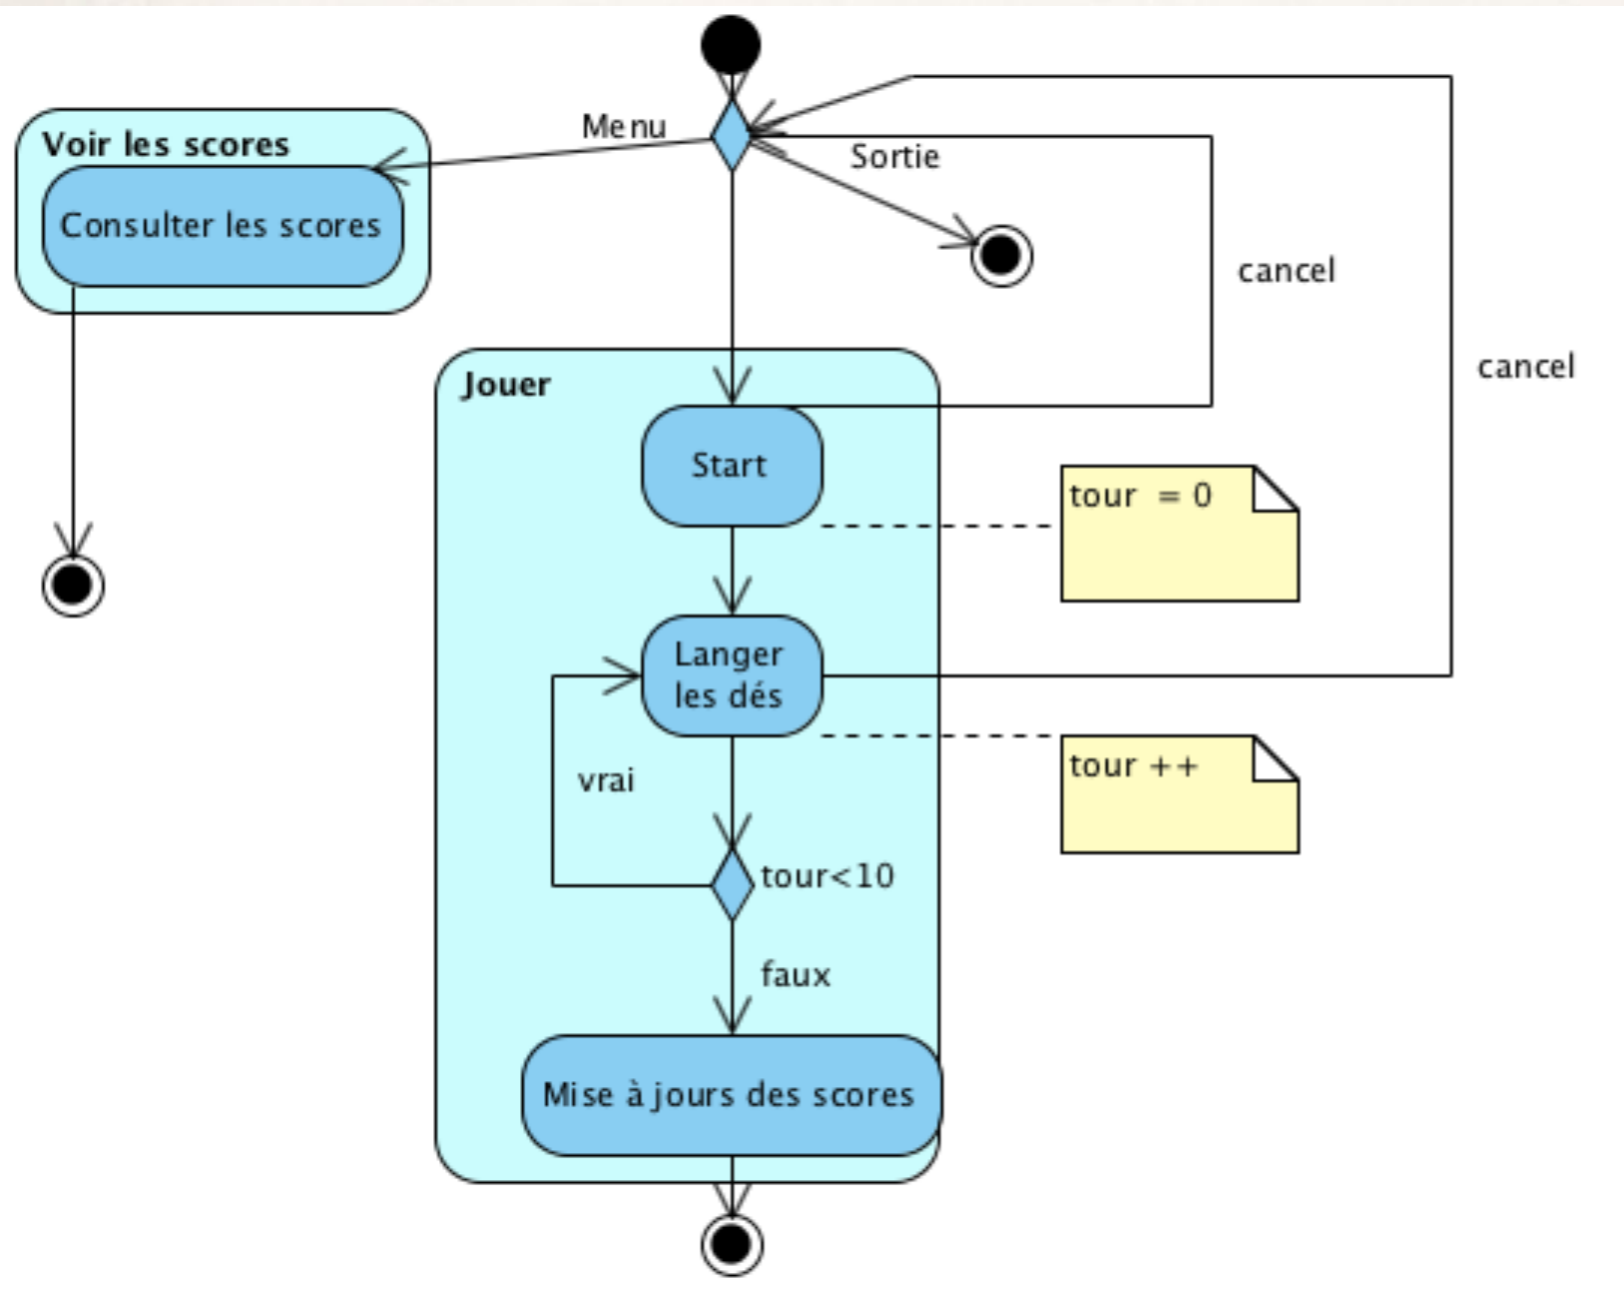 Menu
Voir les scores
Sortie
Consulter les scores
cancel
cancel
Jouer
Start
tour = 0
Langer
les dés
tour ++
vrai
tour<10
faux
Mise à jours des scores